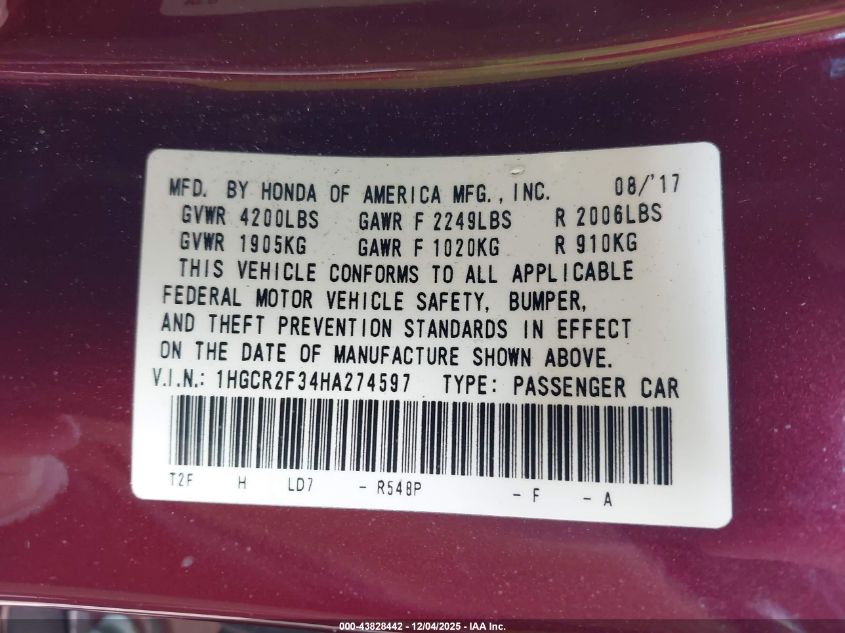 MFD. BY HONDA OF AMERICA MFG., INC. 08/'17
GVWR 4200LBS GAWR F 2249LBS R 2006LBS
GVWR 1905KG GAWR F 1020KG R 910KG
THIS VEHICLE CONFORMS TO ALL APPLICABLE
FEDERAL MOTOR VEHICLE SAFETY, BUMPER,
AND THEFT PREVENTION STANDARDS IN EFFECT
ON THE DATE OF MANUFACTURE SHOWN ABOVE.
V.I.N.: 1HGCR2F34HA274597 TYPE: PASSENGER CAR
T2F H LD7 - R548P - F - A
000-43828442 - 12/04/2025 - IAA Inc.